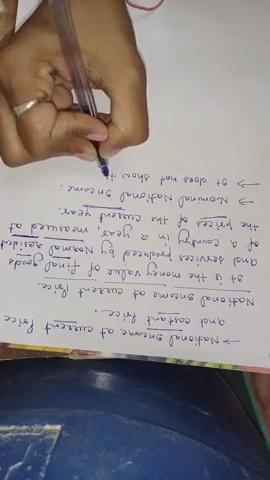 → National Income at current Price
and constant Price.
National Income at current Price.
It is the money value of final goods
and services produced by Normal resident
of a country in a year measured at
the prices of the current year.
→ Nominal National Income.
→ It does not show t